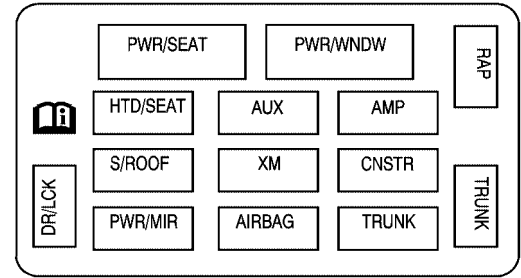 PWR/SEAT
PWR/WNDW
RAP
HTD/SEAT
AUX
AMP
S/ROOF
XM
CNSTR
DR/LCK
TRUNK
PWR/MIR
AIRBAG
TRUNK